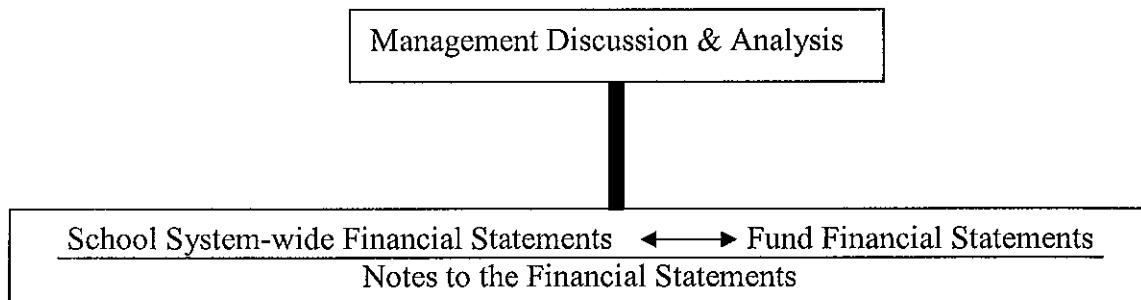 Management Discussion & Analysis
School System-wide Financial Statements Fund Financial Statements
Notes to the Financial Statements